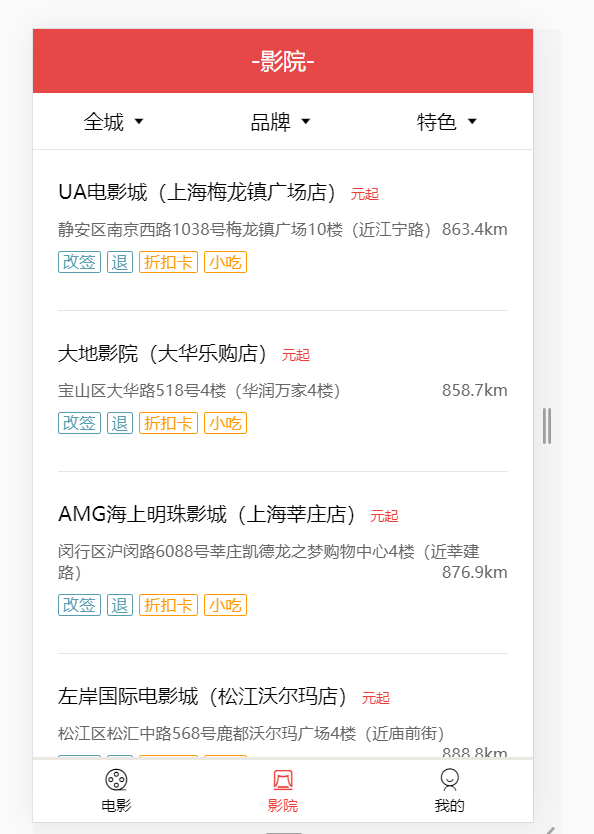 -影院-
全城 品牌 特色
UA电影城（上海梅龙镇广场店） 元起
静安区南京西路1038号梅龙镇广场10楼（近江宁路） 863.4km
改签 退 折扣卡 小吃
大地影院（大华乐购店） 元起
宝山区大华路518号4楼（华润万家4楼） 858.7km
改签 退 折扣卡 小吃
AMG海上明珠影城（上海莘庄店） 元起
闵行区沪闵路6088号莘庄凯德龙之梦购物中心4楼（近莘建
路） 876.9km
改签 退 折扣卡 小吃
左岸国际电影城（松江沃尔玛店） 元起
松江区松汇中路568号鹿都沃尔玛广场4楼（近庙前街）
888.8km
电影 影院 我的